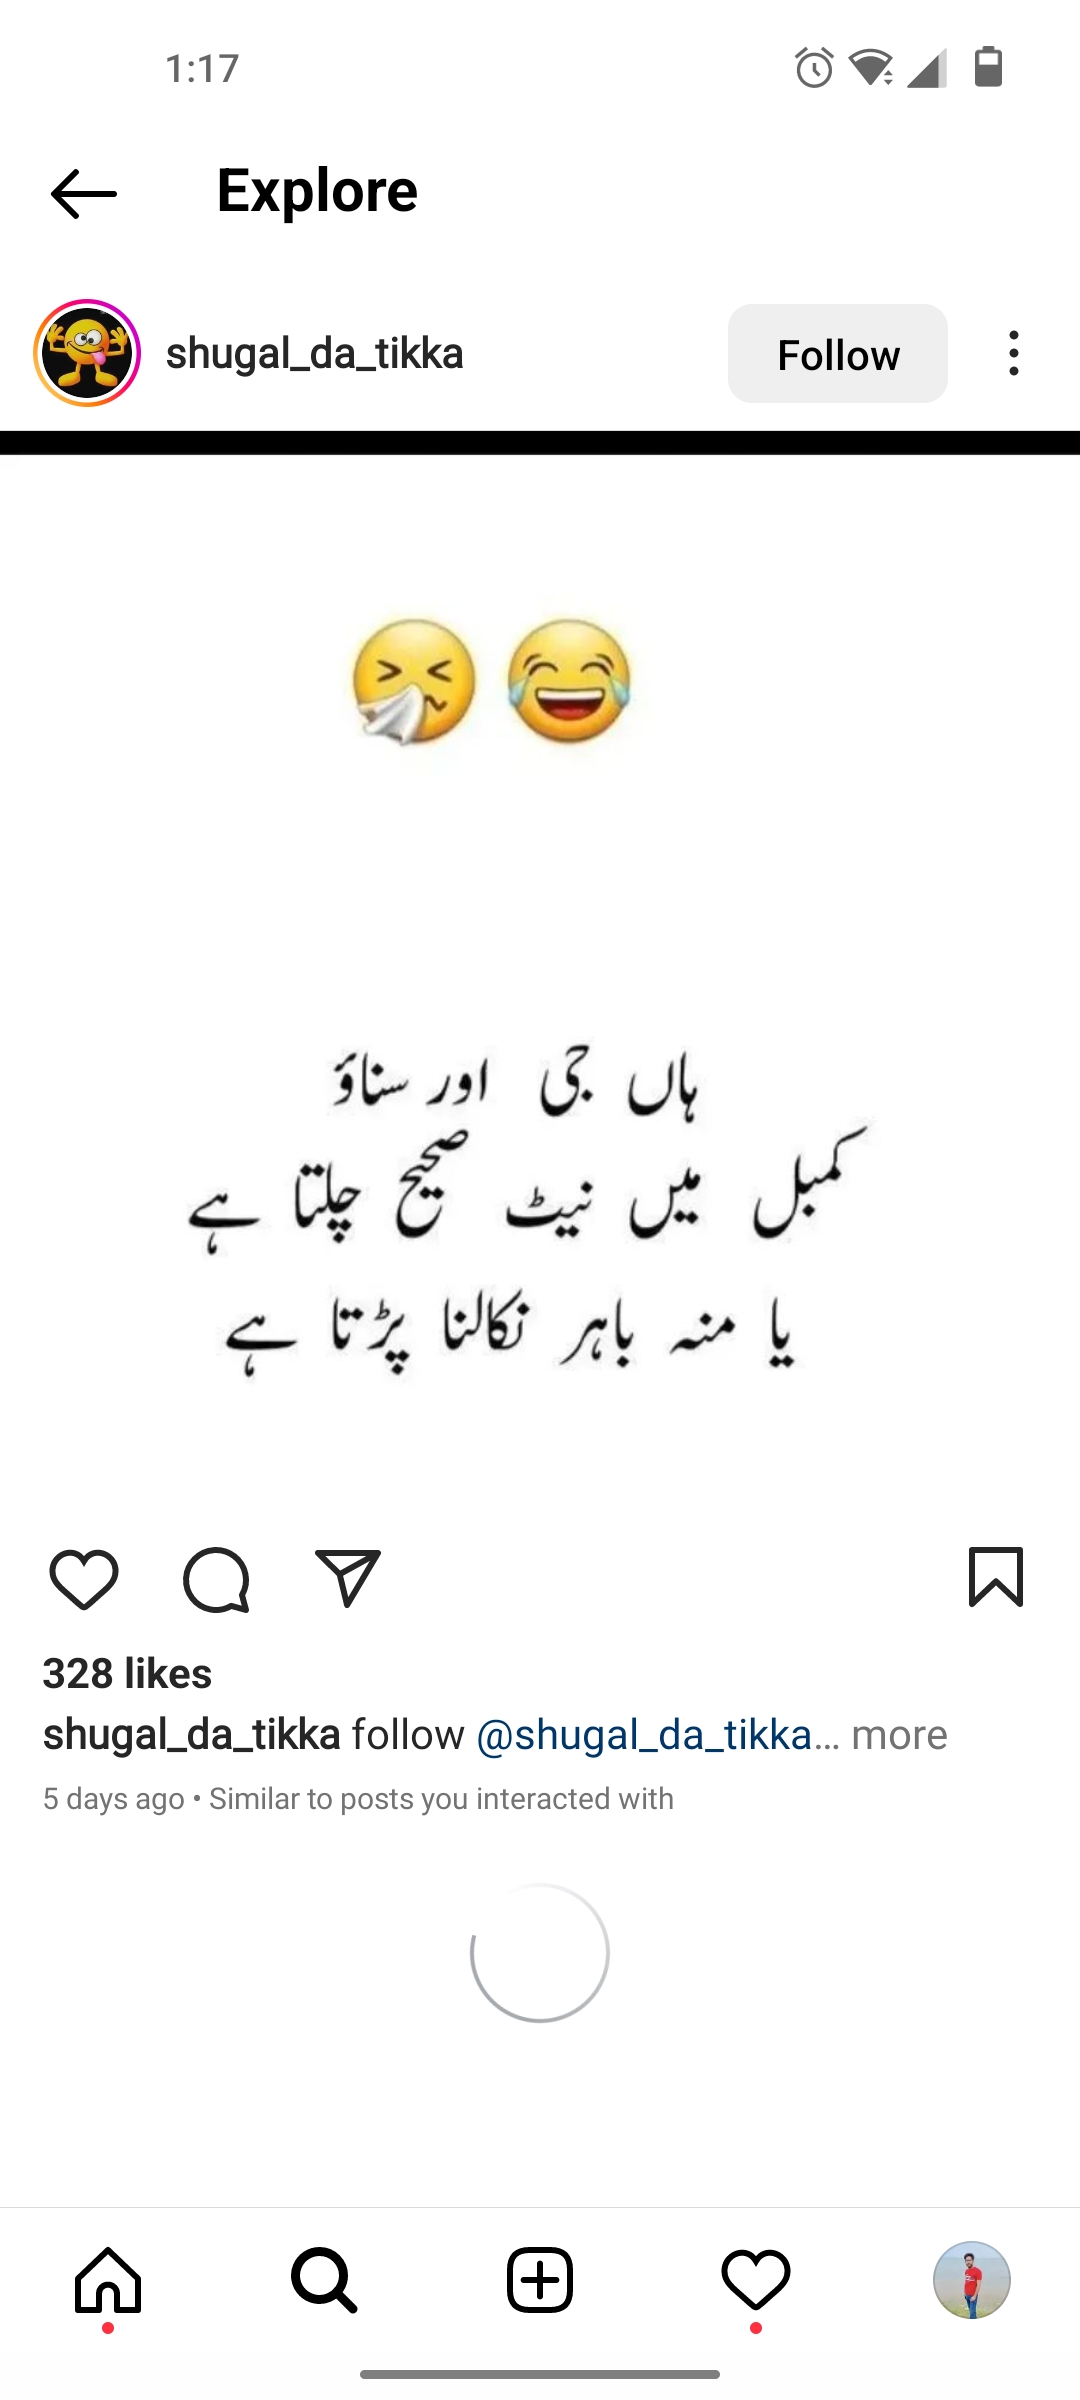 1:17
Explore
shugal_da_tikka
Follow
ہاں جی اور سناؤ
کمبل میں نیٹ صحیح چلتا ہے
یا منہ باہر نکالنا پڑتا ہے
328 likes
shugal_da_tikka follow @shugal_da_tikka... more
5 days ago • Similar to posts you interacted with